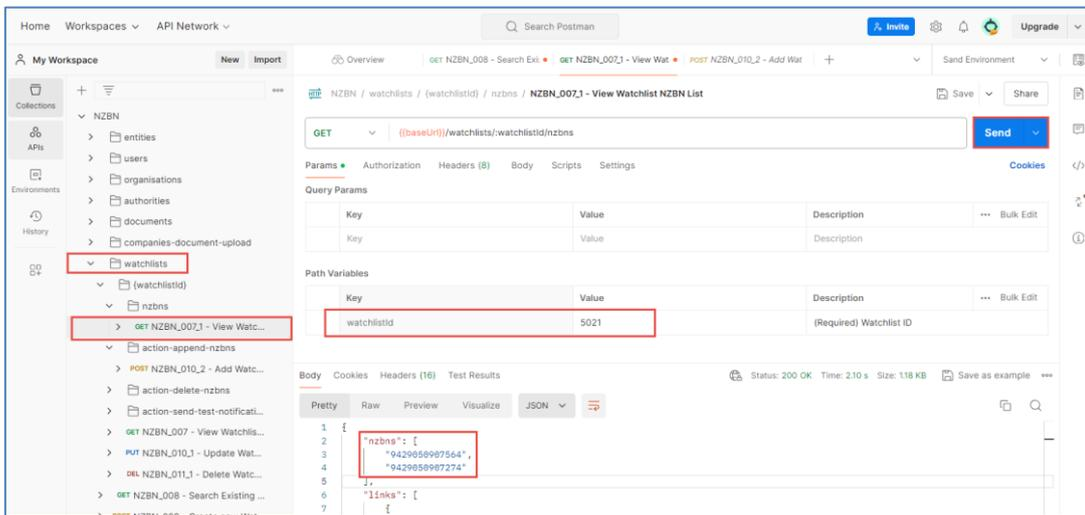 Home Workspaces API Network Search Postman Invite Upgrade
My Workspace New Import Overview GET NZBN_008 - Search Exi. GET NZBN_007_1 - View Wat POST NZBN_010_2 - Add Wat + Sand Environment
Collections
APIs
Environments
History
NZBN
entities
users
organisations
authorities
documents
companies-document-upload
watchlists
{watchlistId}
nzbns
GET NZBN_007_1 - View Watc...
action-append-nzbns
POST NZBN_010_2 - Add Watc...
action-delete-nzbns
action-send-test-notificati...
GET NZBN_007 - View Watchlis...
PUT NZBN_010_1 - Update Wat...
DEL NZBN_011_1 - Delete Watc...
GET NZBN_008 - Search Existing ...
HTTP NZBN / watchlists / {watchlistId} / nzbns / NZBN_007_1 - View Watchlist NZBN List Save Share
GET {{baseUrl}}/watchlists/:watchlistId/nzbns Send
Params Authorization Headers (8) Body Scripts Settings Cookies
Query Params
Key Value Description ... Bulk Edit
Key Value Description
Path Variables
Key Value Description ... Bulk Edit
watchlistId 5021 (Required) Watchlist ID
Body Cookies Headers (16) Test Results Status: 200 OK Time: 2.10 s Size: 1.18 KB Save as example
Pretty Raw Preview Visualize JSON
1 {
2 "nzbns": [
3 "9429050907564",
4 "9429050907274"
5 ],
6 "links": [
7 {